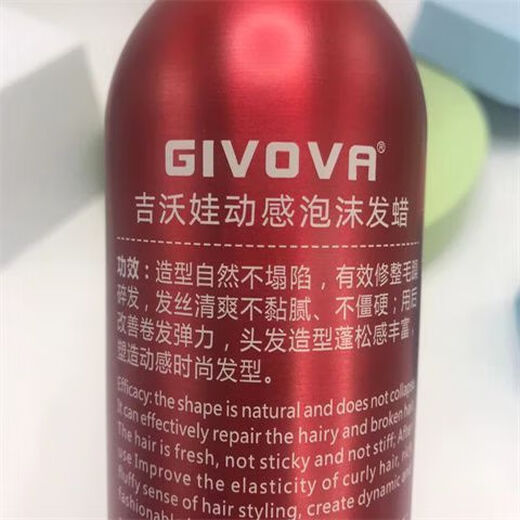 GIVOVA®
吉沃娃动感泡沫发蜡
功效：造型自然不塌陷，有效修整毛躁
碎发，发丝清爽不黏腻、不僵硬；用后
改善卷发弹力，头发造型蓬松感丰富，
塑造动感时尚发型。
Efficacy: the shape is natural and does not collapse
It can effectively repair the hairy and broken hair
The hair is fresh, not sticky and not stiff; After
use Improve the elasticity of curly hair,
fluffy sense of hair styling, create dynamic and
fashionable